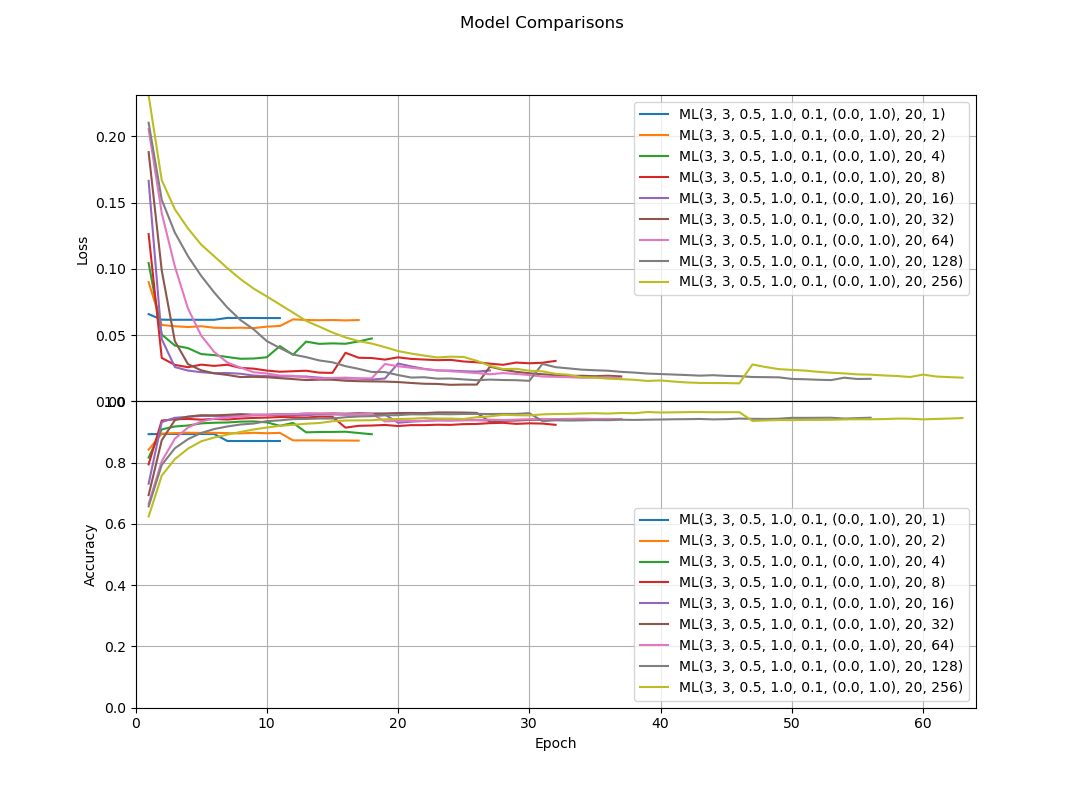 Model Comparisons
0.20
0.15
0.10
0.05
0.00
Loss
ML(3, 3, 0.5, 1.0, 0.1, (0.0, 1.0), 20, 1)
ML(3, 3, 0.5, 1.0, 0.1, (0.0, 1.0), 20, 2)
ML(3, 3, 0.5, 1.0, 0.1, (0.0, 1.0), 20, 4)
ML(3, 3, 0.5, 1.0, 0.1, (0.0, 1.0), 20, 8)
ML(3, 3, 0.5, 1.0, 0.1, (0.0, 1.0), 20, 16)
ML(3, 3, 0.5, 1.0, 0.1, (0.0, 1.0), 20, 32)
ML(3, 3, 0.5, 1.0, 0.1, (0.0, 1.0), 20, 64)
ML(3, 3, 0.5, 1.0, 0.1, (0.0, 1.0), 20, 128)
ML(3, 3, 0.5, 1.0, 0.1, (0.0, 1.0), 20, 256)
1.0
0.8
0.6
0.4
0.2
0.0
Accuracy
ML(3, 3, 0.5, 1.0, 0.1, (0.0, 1.0), 20, 1)
ML(3, 3, 0.5, 1.0, 0.1, (0.0, 1.0), 20, 2)
ML(3, 3, 0.5, 1.0, 0.1, (0.0, 1.0), 20, 4)
ML(3, 3, 0.5, 1.0, 0.1, (0.0, 1.0), 20, 8)
ML(3, 3, 0.5, 1.0, 0.1, (0.0, 1.0), 20, 16)
ML(3, 3, 0.5, 1.0, 0.1, (0.0, 1.0), 20, 32)
ML(3, 3, 0.5, 1.0, 0.1, (0.0, 1.0), 20, 64)
ML(3, 3, 0.5, 1.0, 0.1, (0.0, 1.0), 20, 128)
ML(3, 3, 0.5, 1.0, 0.1, (0.0, 1.0), 20, 256)
0 10 20 30 40 50 60
Epoch